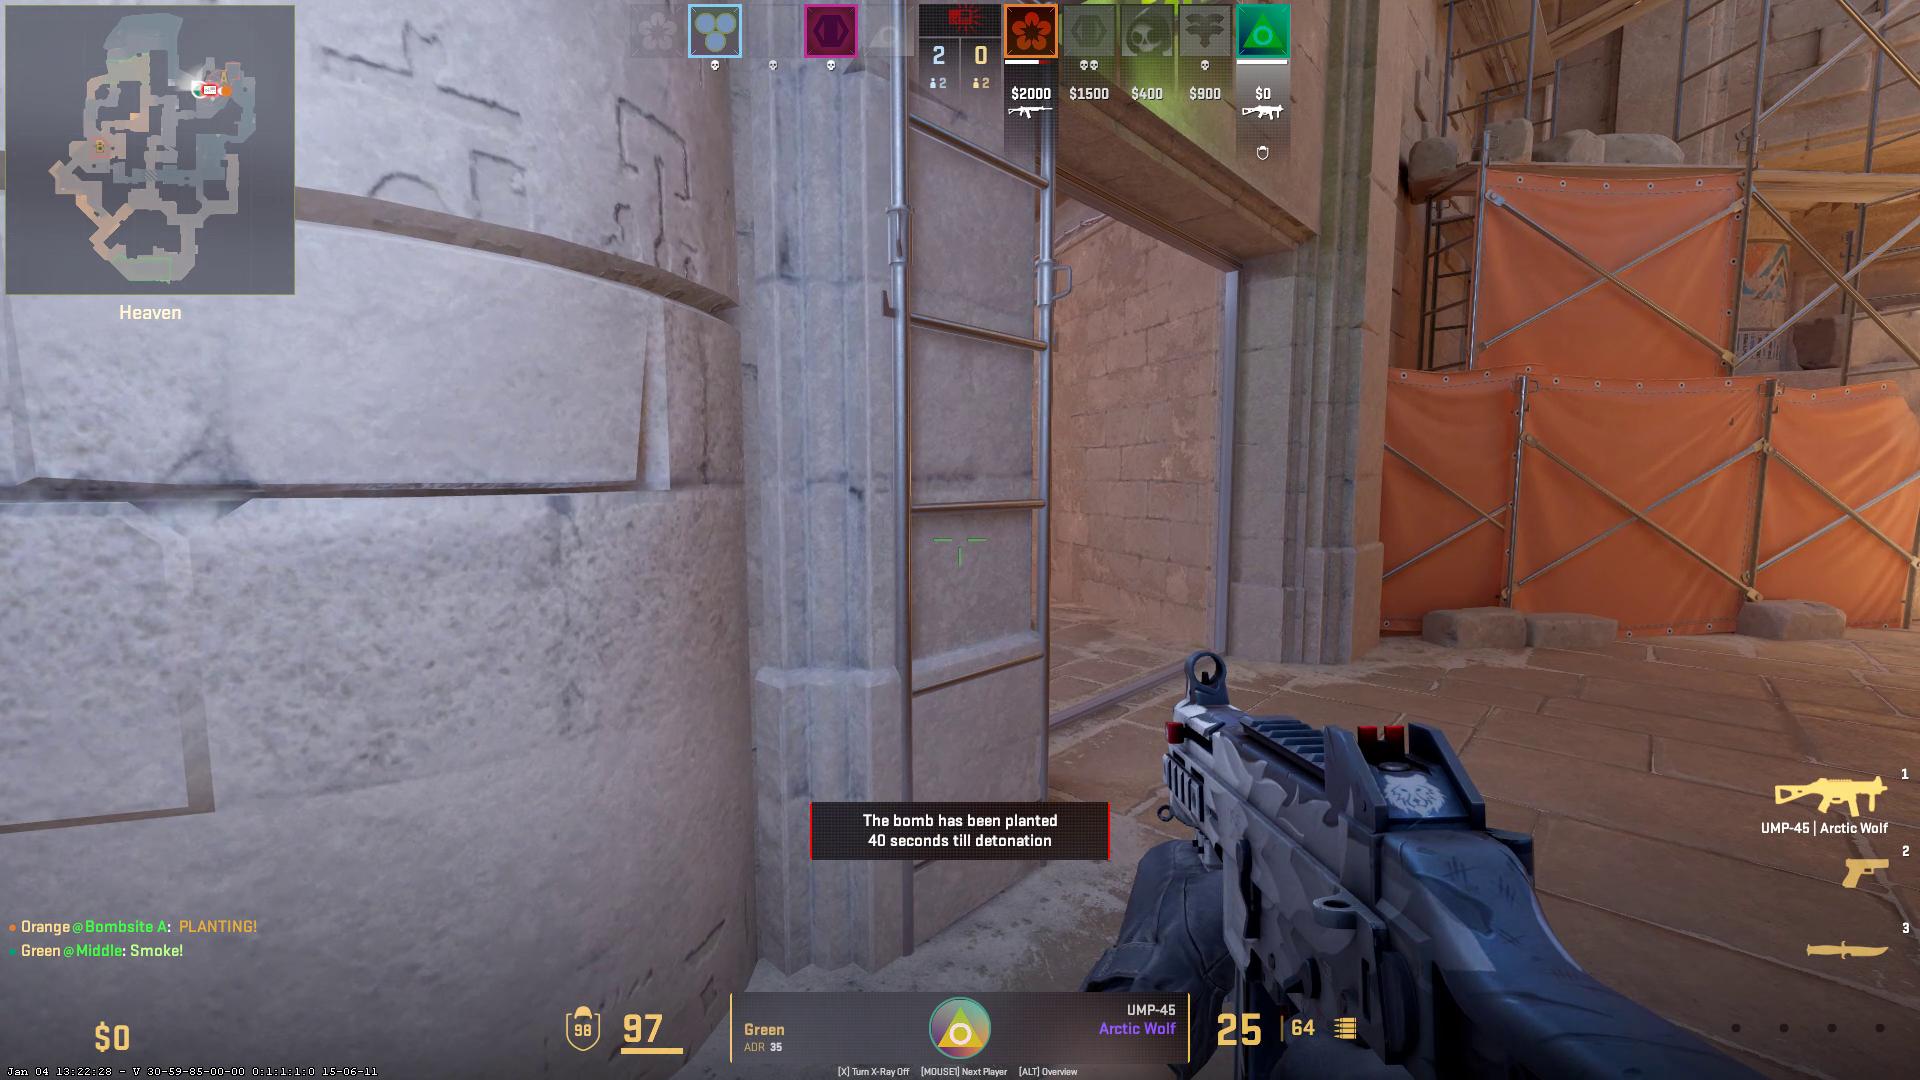 A
B
Heaven
2
0
2
2
$2000
$1500
$400
$900
$0
The bomb has been planted
40 seconds till detonation
1
UMP-45 | Arctic Wolf
2
3
• Orange @ Bombsite A: PLANTING!
• Green @ Middle: Smoke!
$0
98
97
Green
ADR 35
UMP-45
Arctic Wolf
25 | 64
[X] Turn X-Ray Off [MOUSE1] Next Player [ALT] Overview
Jan 04 13:22:28 - V 30-59-85-00-00 0:1:1:1:0 15-06-11